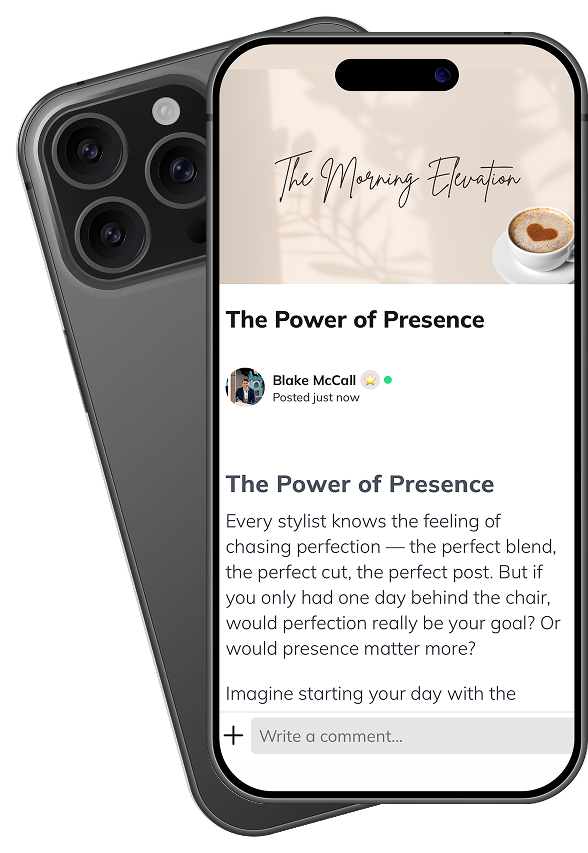 The Morning Elevation
The Power of Presence
Blake McCall
Posted just now
The Power of Presence
Every stylist knows the feeling of
chasing perfection — the perfect blend,
the perfect cut, the perfect post. But if
you only had one day behind the chair,
would perfection really be your goal? Or
would presence matter more?
Imagine starting your day with the
Write a comment...